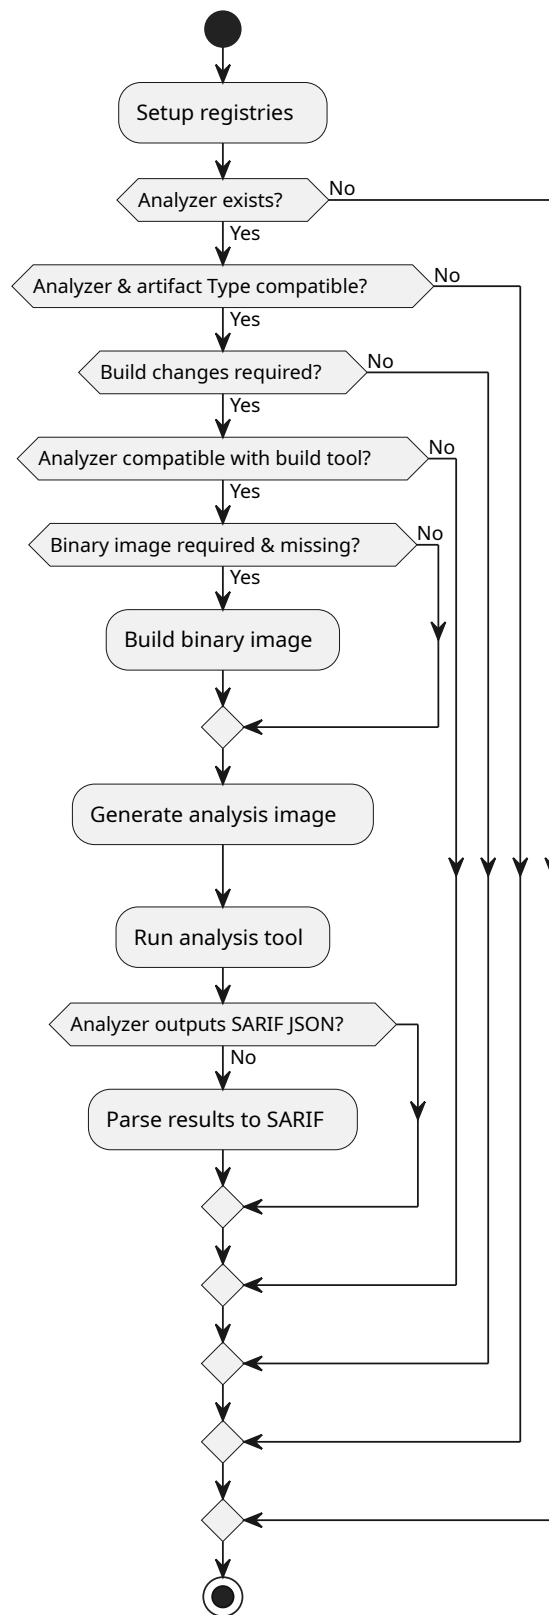 Setup registries
Analyzer exists?
No
Yes
Analyzer & artifact Type compatible?
No
Yes
Build changes required?
No
Yes
Analyzer compatible with build tool?
No
Yes
Binary image required & missing?
No
Yes
Build binary image
Generate analysis image
Run analysis tool
Analyzer outputs SARIF JSON?
No
Parse results to SARIF